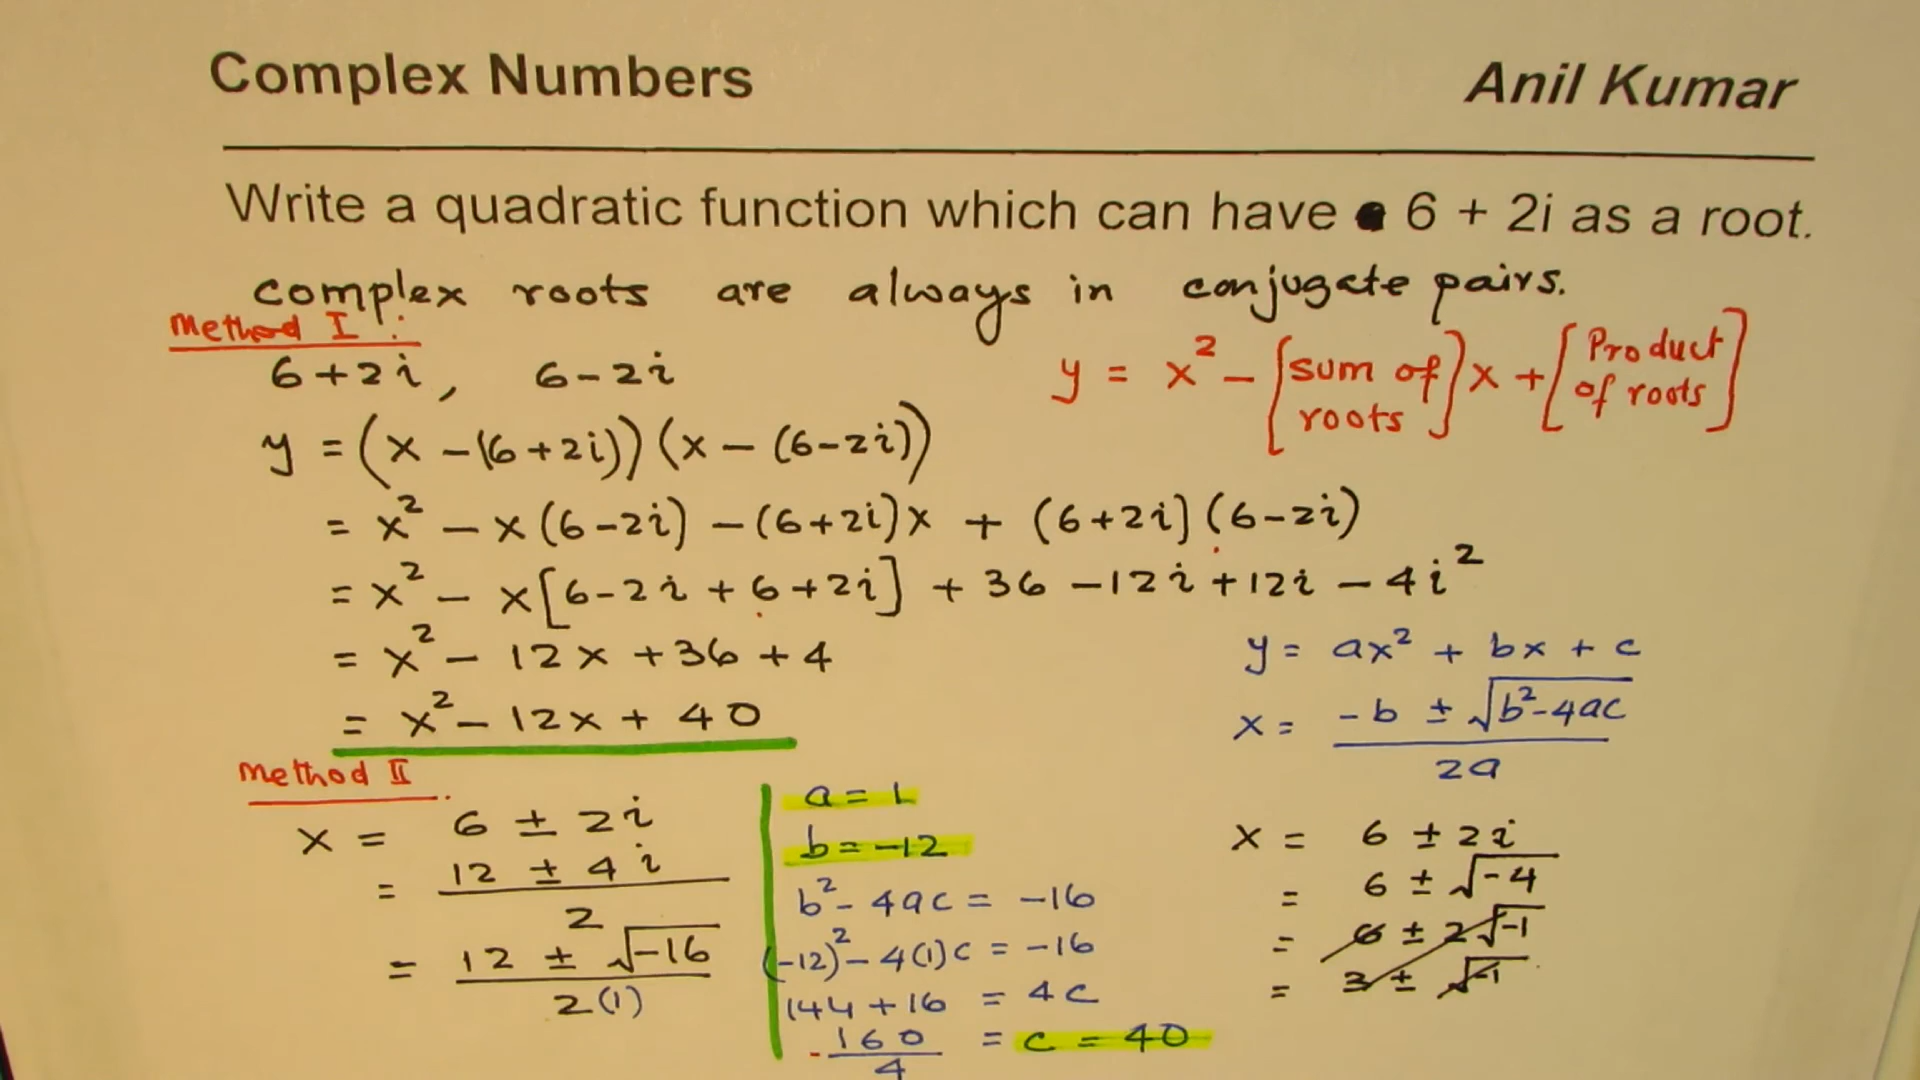 Complex Numbers
Anil Kumar
Write a quadratic function which can have 6 + 2i as a root.
complex roots are always in conjugate pairs.
Method I :
6+2i, 6-2i
y = x² - [sum of roots] x + [Product of roots]
y = (x - (6+2i)) (x - (6-2i))
= x² - x(6-2i) - (6+2i)x + (6+2i)(6-2i)
= x² - x[6-2i + 6+2i] + 36 -12i +12i - 4i²
= x² - 12x +36 + 4
= x² - 12x + 40
y = ax² + bx + c
x = -b ± √b²-4ac
2a
Method II
x = 6 ± 2i
= 12 ± 4i
2
= 12 ± √-16
2(1)
a = 1
b = -12
b² - 4ac = -16
(-12)² - 4(1)c = -16
144 + 16 = 4c
160
4
= c = 40
x = 6 ± 2i
= 6 ± √-4
= 6 ± 2√-1
= 3 ± √-1